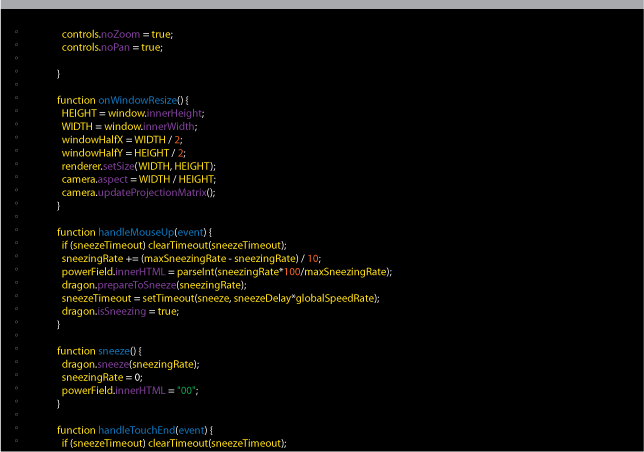 controls.noZoom = true;
controls.noPan = true;
}
function onWindowResize() {
HEIGHT = window.innerHeight;
WIDTH = window.innerWidth;
windowHalfX = WIDTH / 2;
windowHalfY = HEIGHT / 2;
renderer.setSize(WIDTH, HEIGHT);
camera.aspect = WIDTH / HEIGHT;
camera.updateProjectionMatrix();
}
function handleMouseUp(event) {
if (sneezeTimeout) clearTimeout(sneezeTimeout);
sneezingRate += (maxSneezingRate - sneezingRate) / 10;
powerField.innerHTML = parseInt(sneezingRate*100/maxSneezingRate);
dragon.prepareToSneeze(sneezingRate);
sneezeTimeout = setTimeout(sneeze, sneezeDelay*globalSpeedRate);
dragon.isSneezing = true;
}
function sneeze() {
dragon.sneeze(sneezingRate);
sneezingRate = 0;
powerField.innerHTML = "00";
}
function handleTouchEnd(event) {
if (sneezeTimeout) clearTimeout(sneezeTimeout);